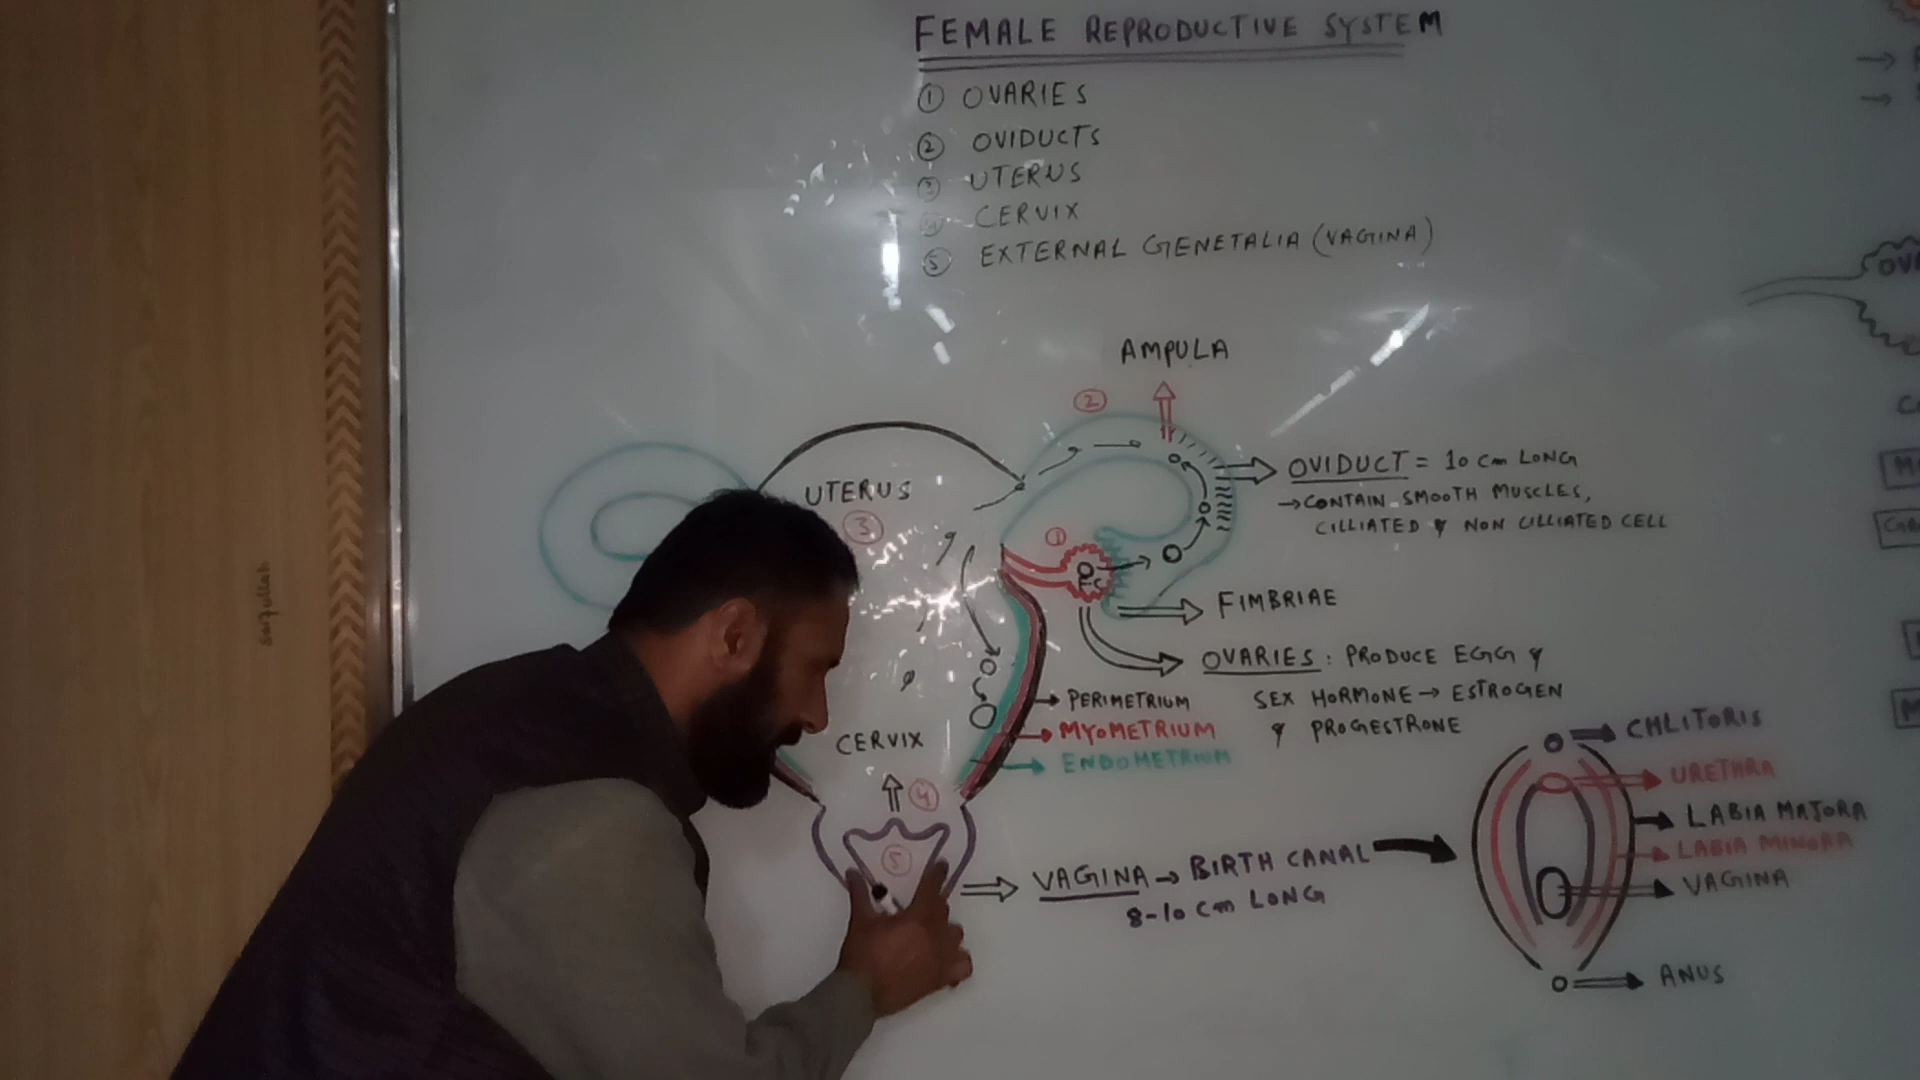 FEMALE REPRODUCTIVE SYSTEM
① OVARIES
② OVIDUCTS
③ UTERUS
④ CERVIX
⑤ EXTERNAL GENETALIA (VAGINA)
AMPULA
②
UTERUS
③
①
OVIDUCT = 10 cm LONG
→ CONTAIN SMOOTH MUSCLES,
CILLIATED & NON CILLIATED CELL
FIMBRIAE
OVARIES : PRODUCE EGG &
SEX HORMONE → ESTROGEN
& PROGESTRONE
→ PERIMETRIUM
→ MYOMETRIUM
CERVIX
④
⑤
VAGINA → BIRTH CANAL
8-10 cm LONG
CHLITORIS
URETHRA
LABIA MAJORA
LABIA MINORA
VAGINA
ANUS